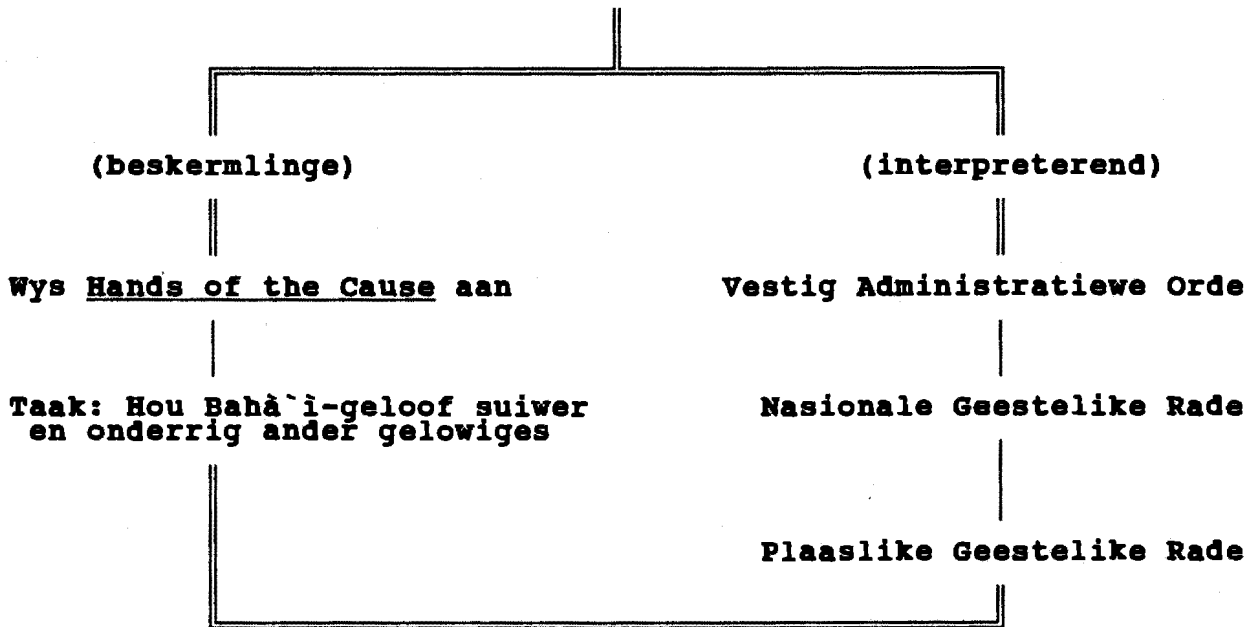 (beskermlinge)
(interpreterend)
Wys Hands of the Cause aan
Vestig Administratiewe Orde
Taak: Hou Bahà`ì-geloof suiwer
en onderrig ander gelowiges
Nasionale Geestelike Rade
Plaaslike Geestelike Rade